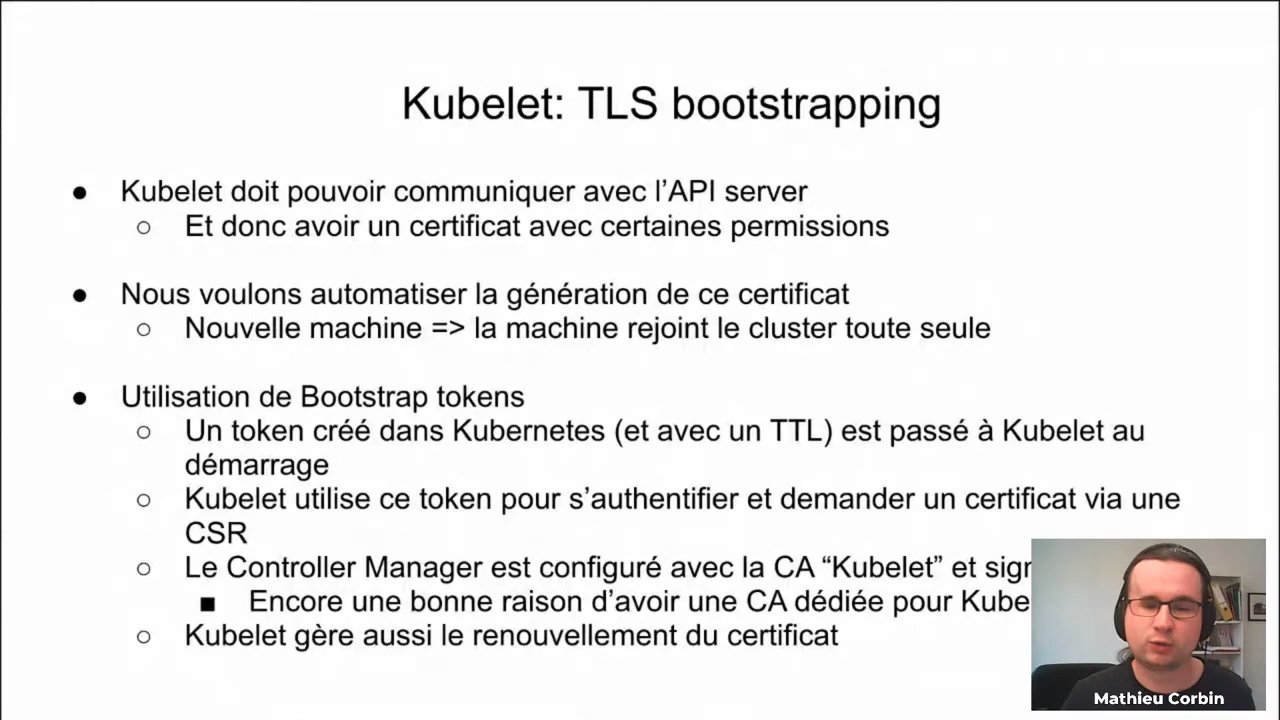 Kubelet: TLS bootstrapping
● Kubelet doit pouvoir communiquer avec l’API server
○ Et donc avoir un certificat avec certaines permissions
● Nous voulons automatiser la génération de ce certificat
○ Nouvelle machine => la machine rejoint le cluster toute seule
● Utilisation de Bootstrap tokens
○ Un token créé dans Kubernetes (et avec un TTL) est passé à Kubelet au
démarrage
○ Kubelet utilise ce token pour s’authentifier et demander un certificat via une
CSR
○ Le Controller Manager est configuré avec la CA “Kubelet” et
■ Encore une bonne raison d’avoir une CA dédiée pour
○ Kubelet gère aussi le renouvellement du certificat
Mathieu Corbin